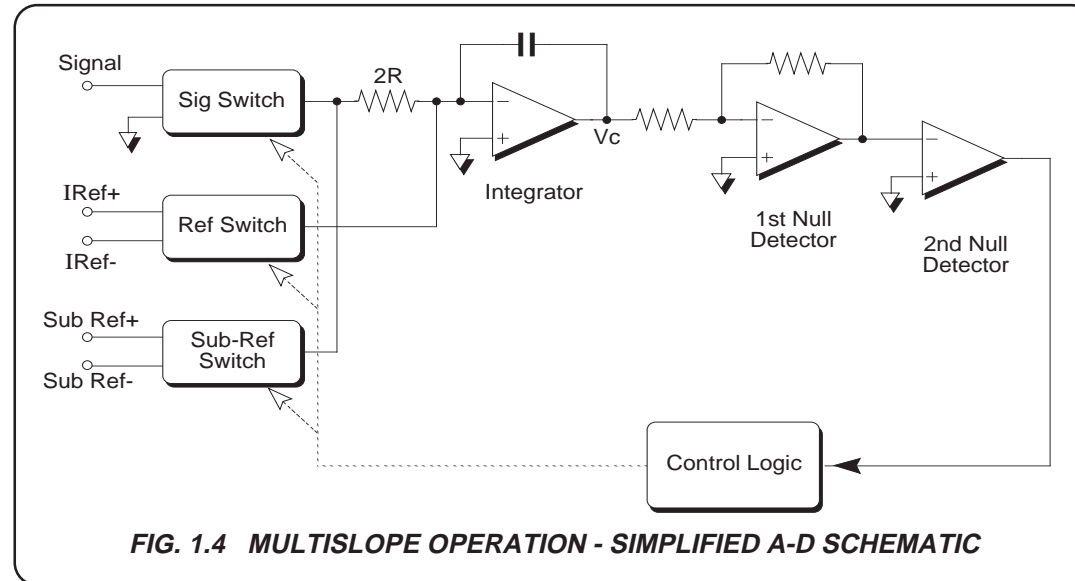 Signal
Sig Switch
2R
−
+
Integrator
Vc
−
+
1st Null
Detector
−
+
2nd Null
Detector
IRef+
IRef-
Ref Switch
Sub Ref+
Sub Ref-
Sub-Ref
Switch
Control Logic
FIG. 1.4 MULTISLOPE OPERATION - SIMPLIFIED A-D SCHEMATIC